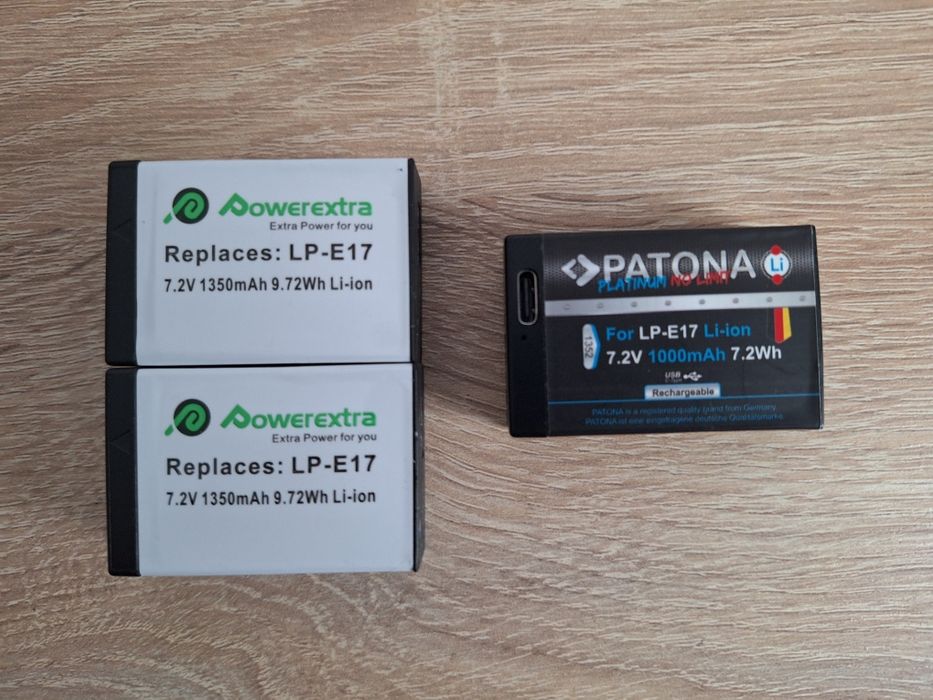 Powerextra
Extra Power for you
Replaces: LP-E17
7.2V 1350mAh 9.72Wh Li-ion
Powerextra
Extra Power for you
Replaces: LP-E17
7.2V 1350mAh 9.72Wh Li-ion
PATONA Li
PLATINUM NO LIMIT
1352
For LP-E17 Li-ion
7.2V 1000mAh 7.2Wh
USB
Rechargeable
PATONA is a registered quality brand from Germany
PATONA ist eine eingetragene deutsche Qualitätsmarke